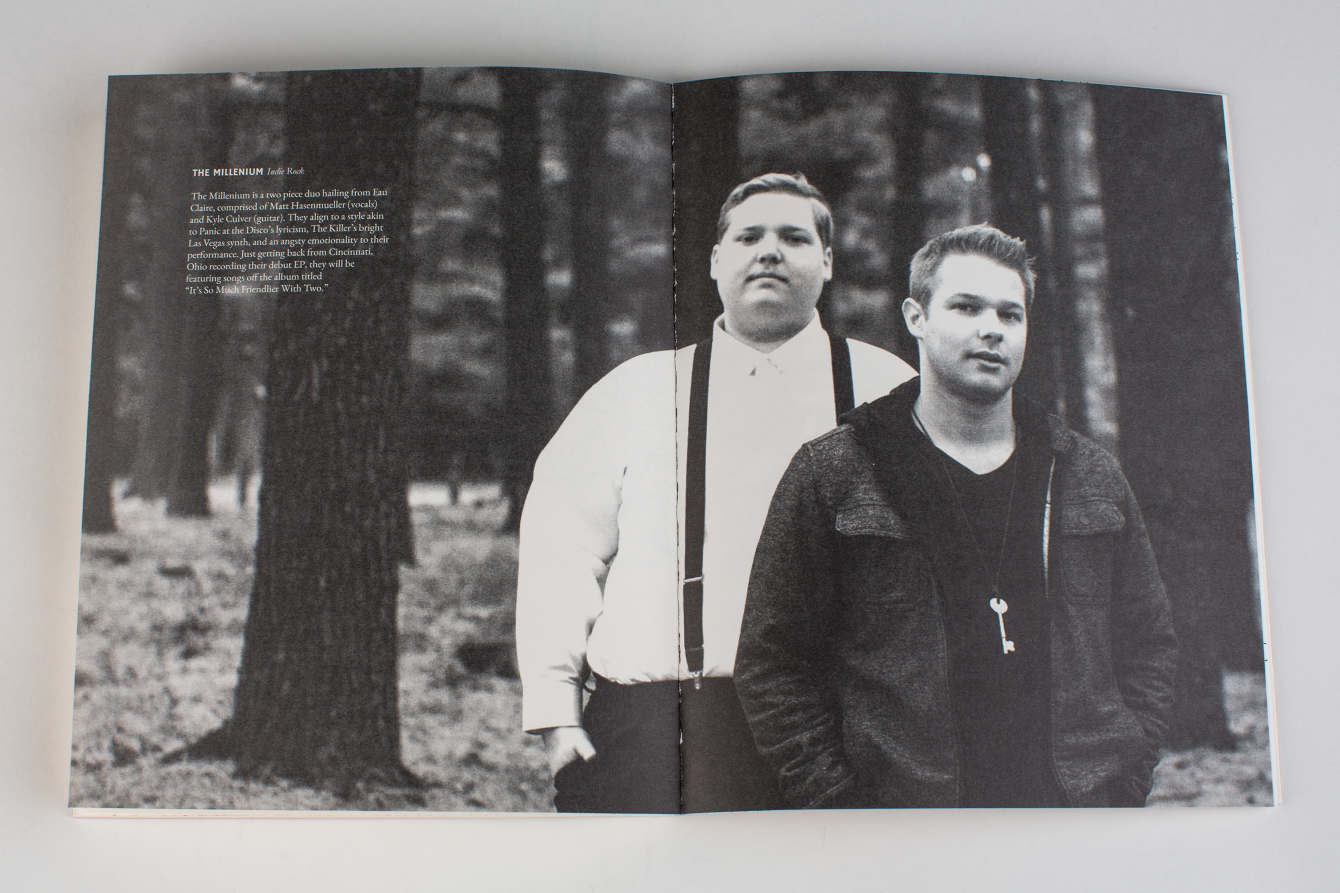 THE MILLENIUM Indie Rock
The Millenium is a two piece duo hailing from Eau
Claire, comprised of Matt Hasenmueller (vocals)
and Kyle Culver (guitar). They align to a style akin
to Panic at the Disco's lyricism, The Killer's bright
Las Vegas synth, and an angsty emotionality to their
performance. Just getting back from Cincinnati,
Ohio recording their debut EP, they will be
featuring songs off the album titled
“It's So Much Friendlier With Two.”